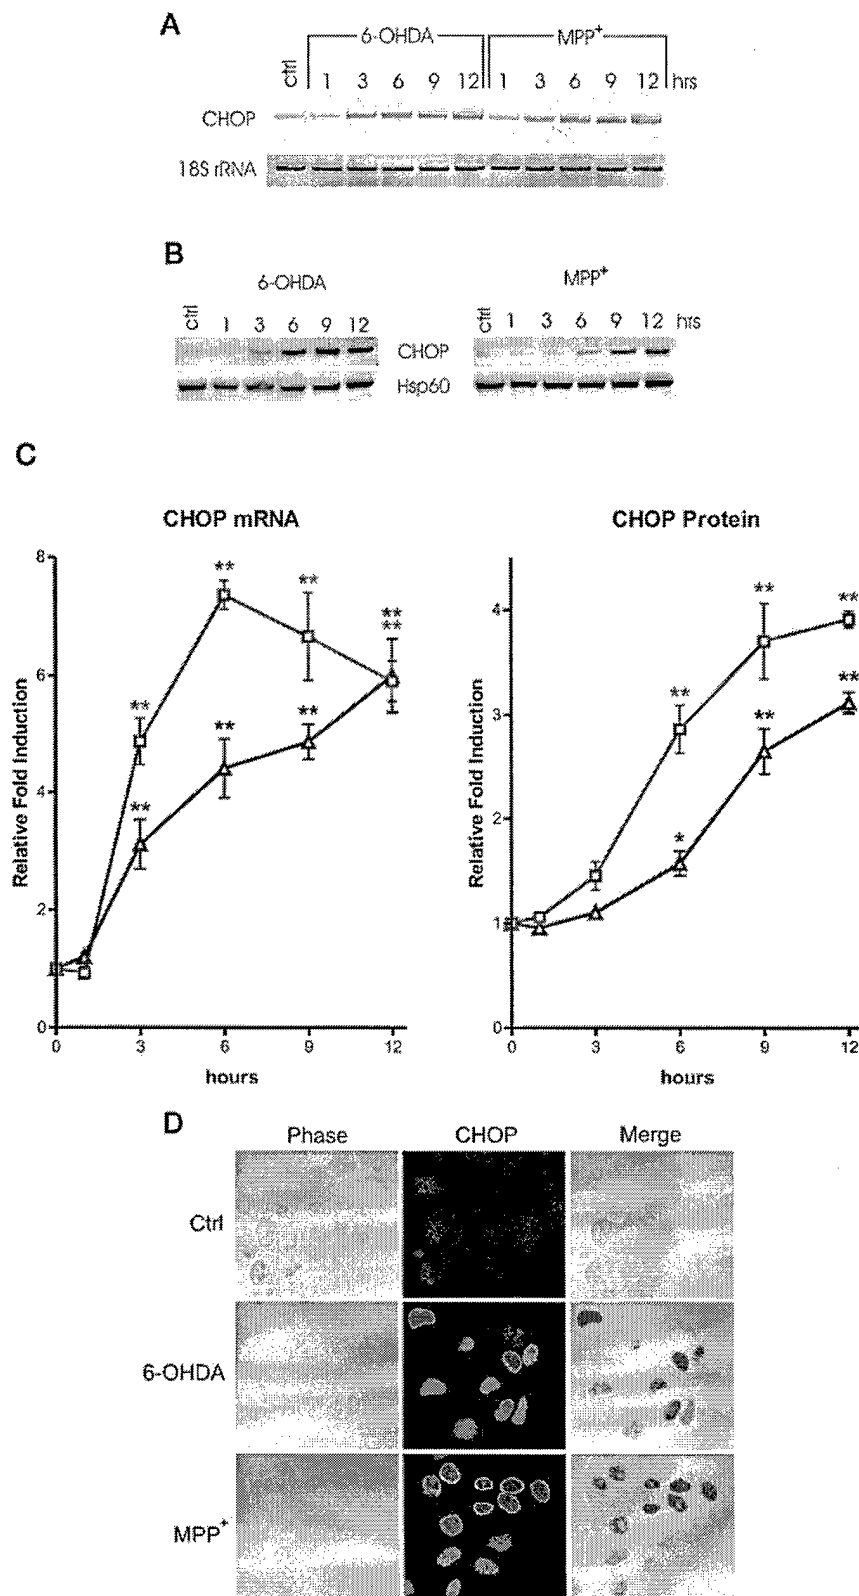 A
6-OHDA MPP+
ctrl 1 3 6 9 12 1 3 6 9 12 hrs
CHOP
18S rRNA
B
6-OHDA MPP+
ctrl 1 3 6 9 12 ctrl 1 3 6 9 12 hrs
CHOP
Hsp60
C
CHOP mRNA CHOP Protein
Relative Fold Induction
8
6
4
2
0
** ** ** ** ** ** ** **
0 3 6 9 12
hours
Relative Fold Induction
4
3
2
1
0
** ** ** * ** **
0 3 6 9 12
hours
D
Phase CHOP Merge
Ctrl
6-OHDA
MPP+